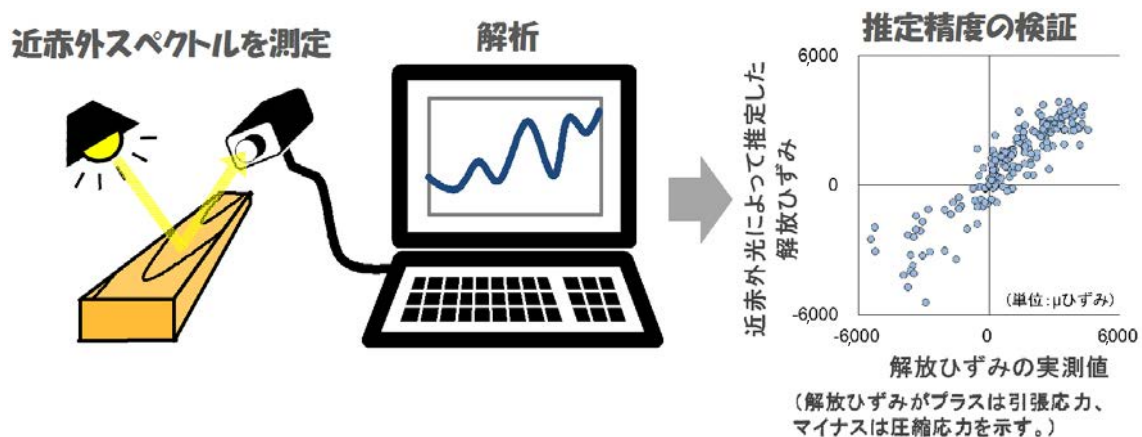 近赤外スペクトルを測定
解析
推定精度の検証
近赤外光によって推定した
解放ひずみ
6,000
0
-6,000
(単位:μひずみ)
-6,000
0
6,000
解放ひずみの実測値
(解放ひずみがプラスは引張応力、
マイナスは圧縮応力を示す。)